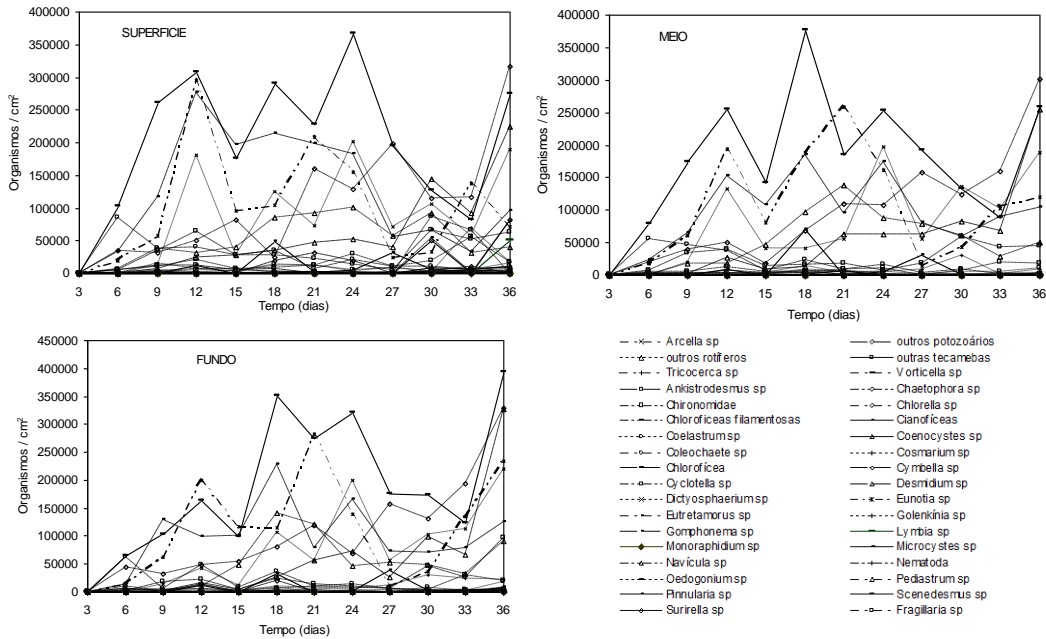 SUPERFICIE
Organismos / cm²
400000
350000
300000
250000
200000
150000
100000
50000
0
3 6 9 12 15 18 21 24 27 30 33 36
Tempo (dias)
MEIO
Organismos / cm²
400000
350000
300000
250000
200000
150000
100000
50000
0
3 6 9 12 15 18 21 24 27 30 33 36
Tempo (dias)
FUNDO
Organismos / cm²
450000
400000
350000
300000
250000
200000
150000
100000
50000
0
3 6 9 12 15 18 21 24 27 30 33 36
Tempo (dias)
Arcella sp outros potozoários
outros rotíferos outras tecamebas
Tricocerca sp Vorticella sp
Ankistrodesmus sp Chaetophora sp
Chironomidae Chlorella sp
Chloroficeas filamentosas Cianofíceas
Coelastrum sp Coenocystes sp
Coleochaete sp Cosmarium sp
Chlorofícea Cymbella sp
Cyclotella sp Desmidium sp
Dictyosphaerium sp Eunotia sp
Eutretamorus sp Golenkínia sp
Gomphonema sp Lymbia sp
Monoraphidium sp Microcystes sp
Navícula sp Nematoda
Oedogonium sp Pediastrum sp
Pinnularia sp Scenedesmus sp
Surirella sp Fragillaria sp